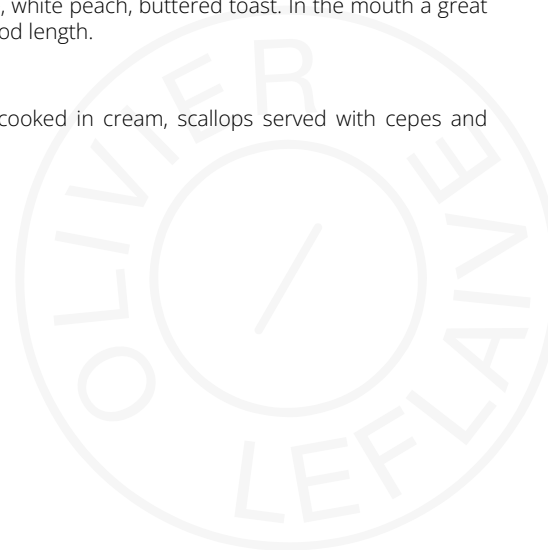 , white peach, buttered toast. In the mouth a great
od length.
cooked in cream, scallops served with cepes and
OLIVIER LEFLAIVE